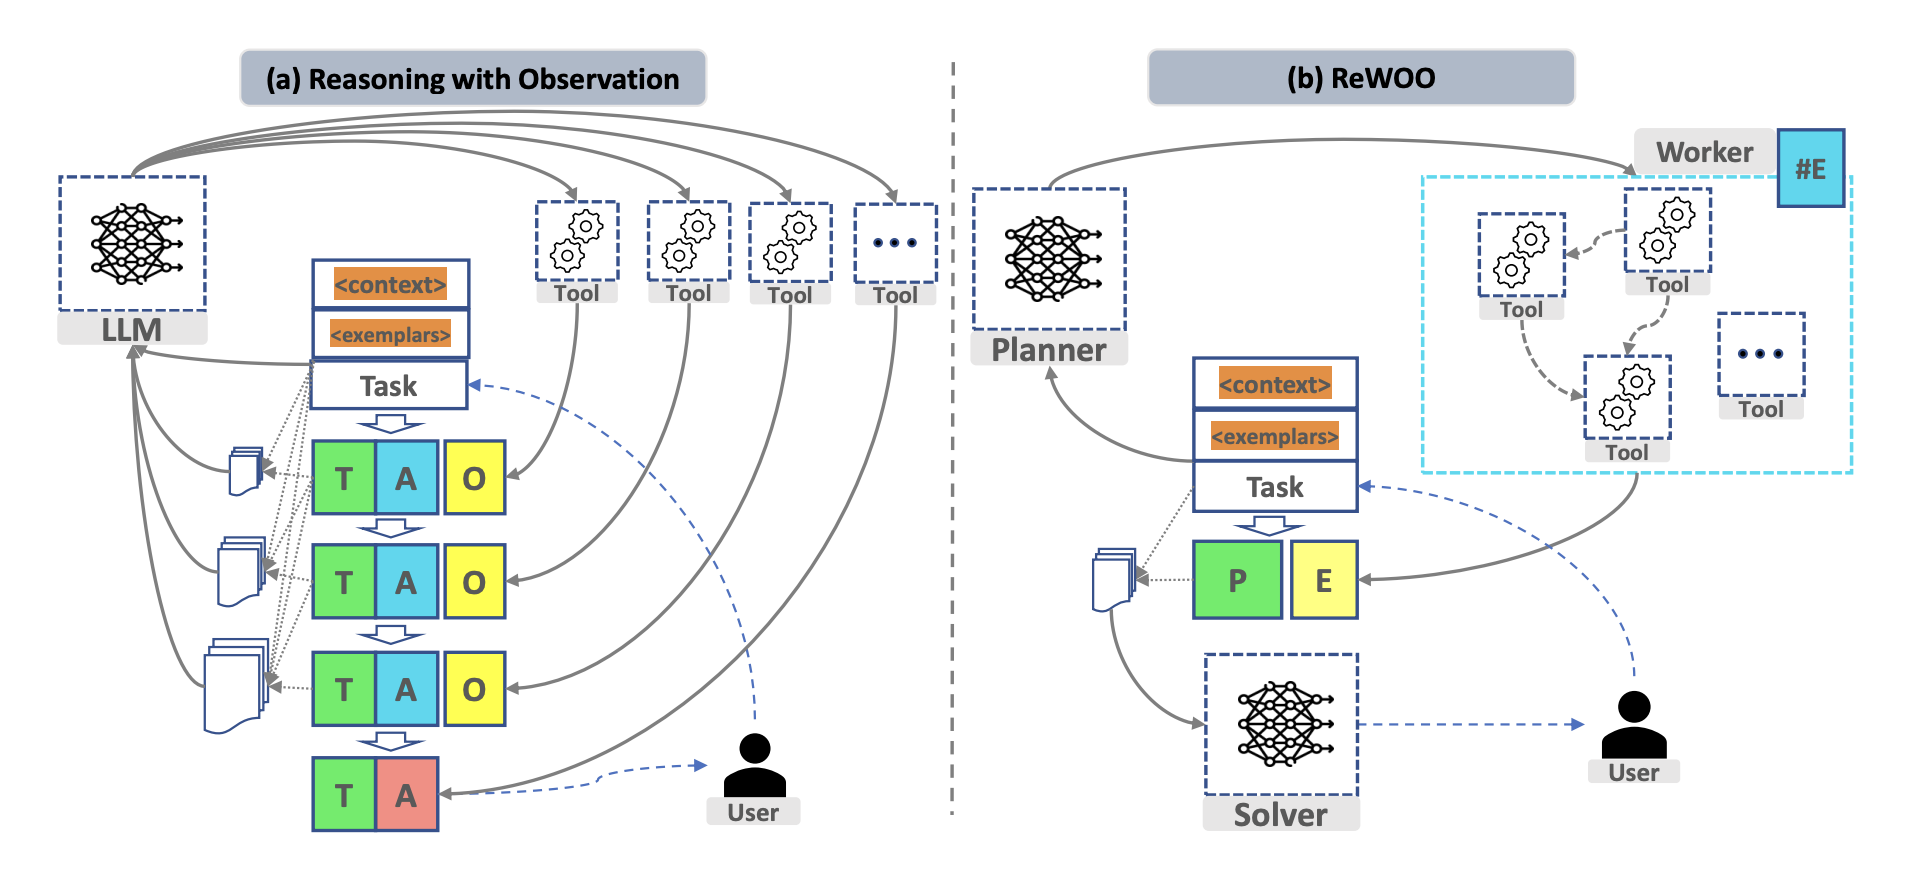 (a) Reasoning with Observation
LLM
Tool
Tool
Tool
Tool
<context>
<exemplars>
Task
T A O
T A O
T A O
T A
User
(b) ReWOO
Worker
#E
Planner
Tool
Tool
Tool
Tool
<context>
<exemplars>
Task
P E
Solver
User